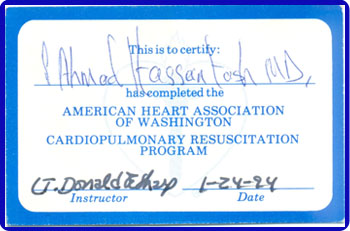 This is to certify:
Ahmad Hassan MD,
has completed the
AMERICAN HEART ASSOCIATION
OF WASHINGTON
CARDIOPULMONARY RESUSCITATION
PROGRAM
J. Donald 1-24-94
Instructor Date